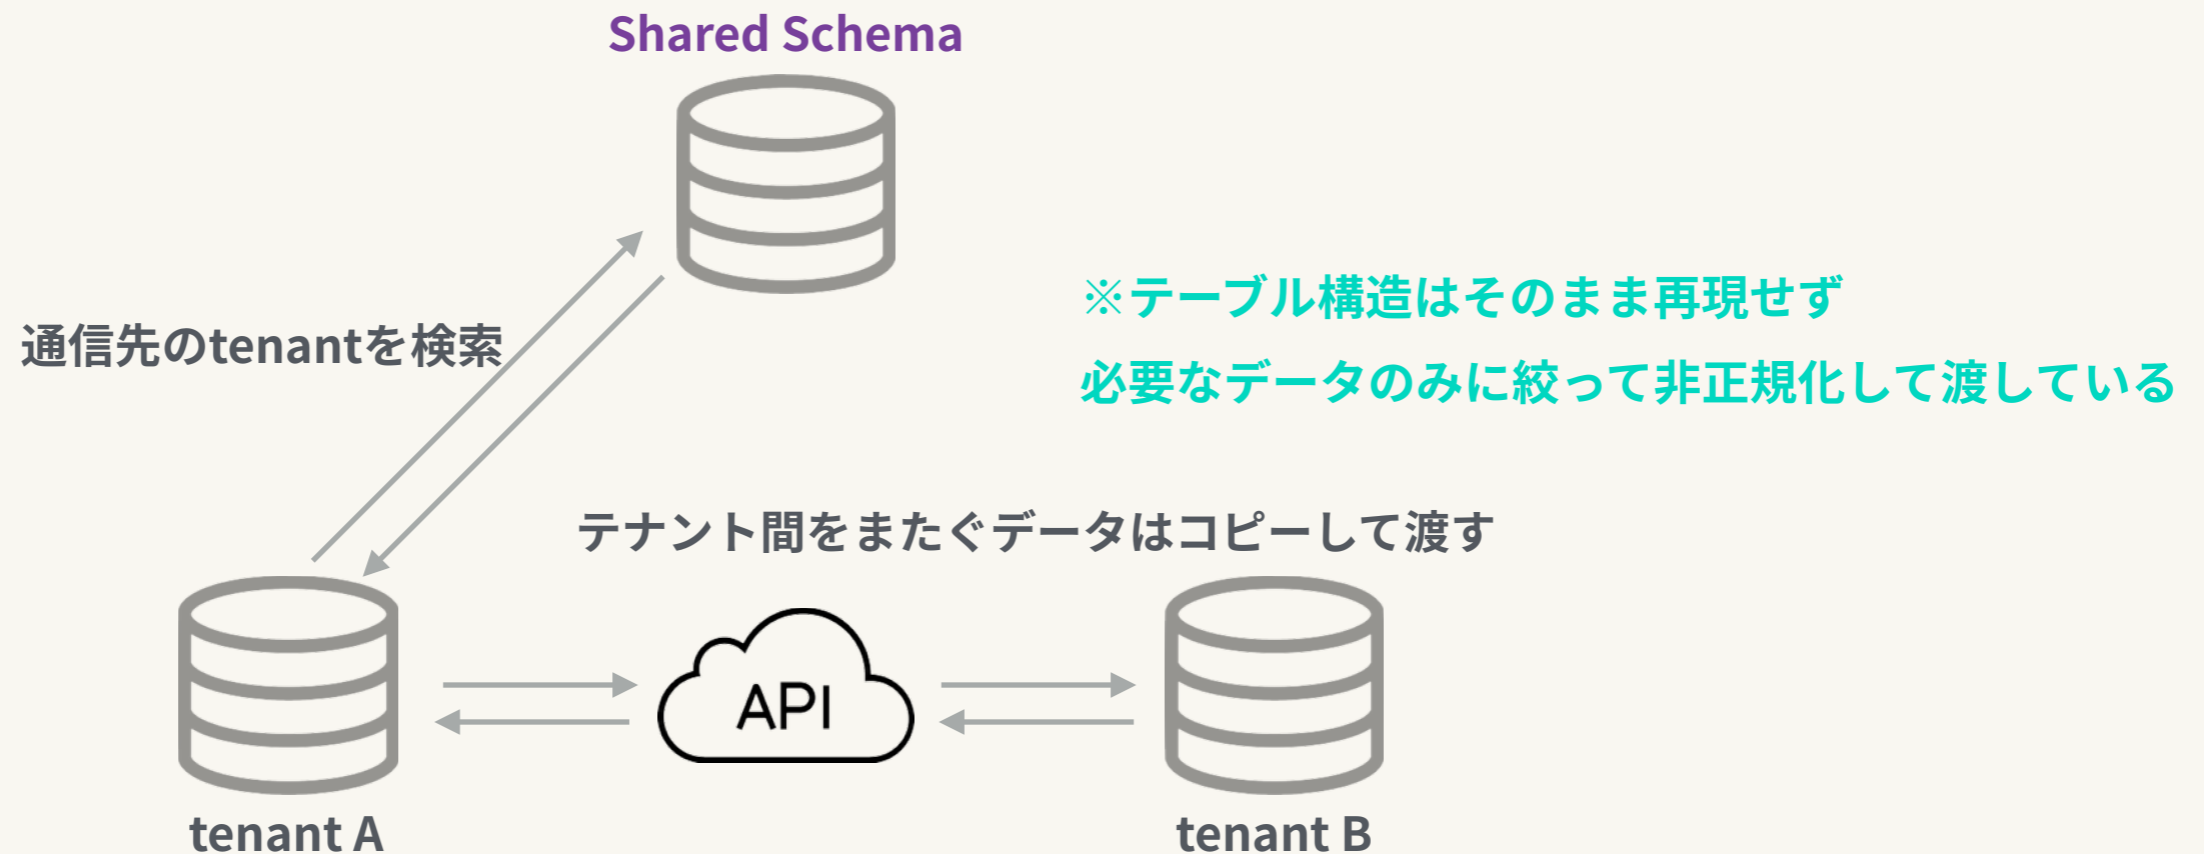 Shared Schema
通信先のtenantを検索
※テーブル構造はそのまま再現せず
必要なデータのみに絞って非正規化して渡している
テナント間をまたぐデータはコピーして渡す
API
tenant A
tenant B